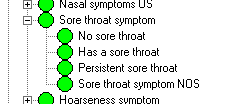 Nasal symptoms US
Sore throat symptom
No sore throat
Has a sore throat
Persistent sore throat
Sore throat symptom NOS
Hoarseness symptom